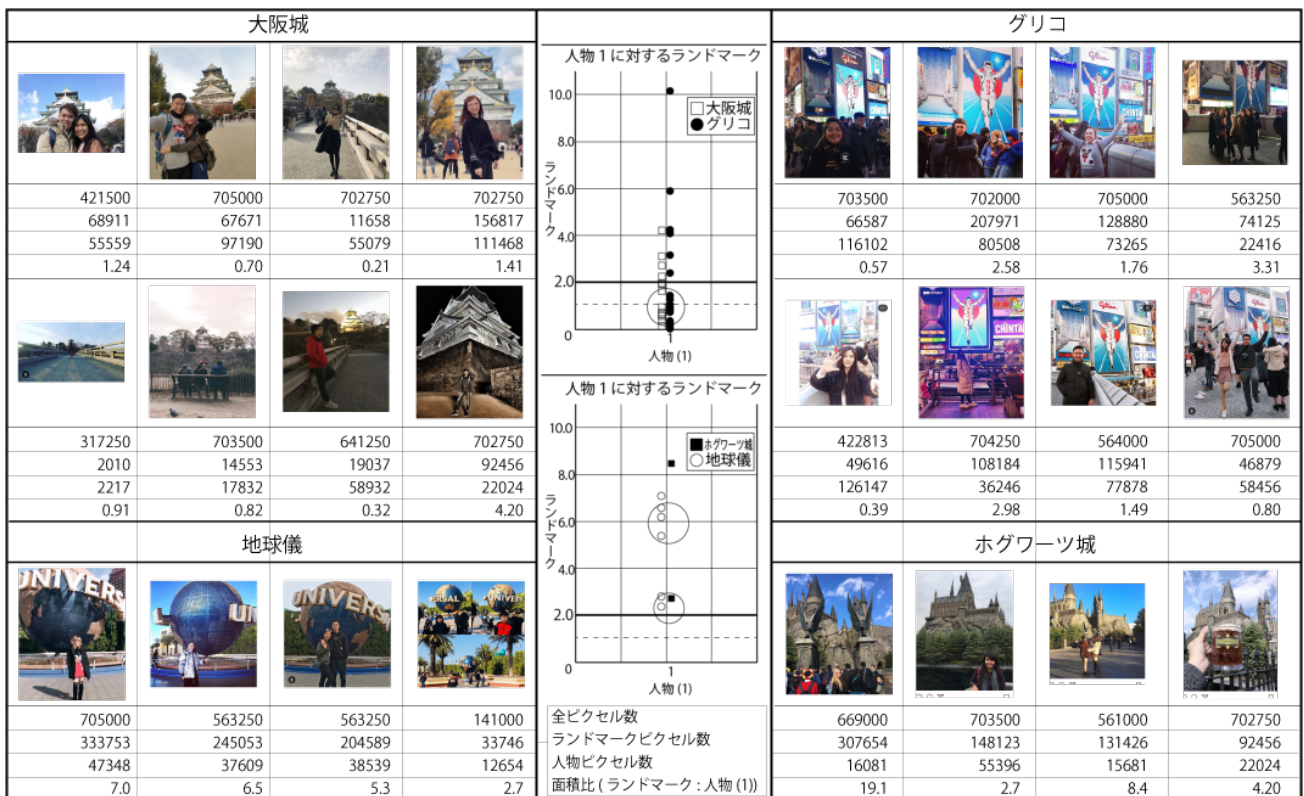 大阪城
421500 705000 702750 702750
68911 67671 11658 156817
55559 97190 55079 111468
1.24 0.70 0.21 1.41
317250 703500 641250 702750
2010 14553 19037 92456
2217 17832 58932 22024
0.91 0.82 0.32 4.20
地球儀
UNIVERS
U UNI
UNIVERS
ERSAL UNIVER
705000 563250 563250 141000
333753 245053 204589 33746
47348 37609 38539 12654
7.0 6.5 5.3 2.7
人物 1 に対するランドマーク
10.0
8.0
6.0
4.0
2.0
0
ランドマーク
□大阪城
●グリコ
1
人物 (1)
人物 1 に対するランドマーク
10.0
8.0
6.0
4.0
2.0
0
ランドマーク
■ホグワーツ城
○地球儀
1
人物 (1)
全ピクセル数
ランドマークピクセル数
人物ピクセル数
面積比 ( ランドマーク : 人物 (1))
グリコ
Glico
CHINTAI
703500 702000 705000 563250
66587 207971 128880 74125
116102 80508 73265 22416
0.57 2.58 1.76 3.31
CHINTA
Glico
422813 704250 564000 705000
49616 108184 115941 46879
126147 36246 77878 58456
0.39 2.98 1.49 0.80
ホグワーツ城
669000 703500 561000 702750
307654 148123 131426 92456
16081 55396 15681 22024
19.1 2.7 8.4 4.20